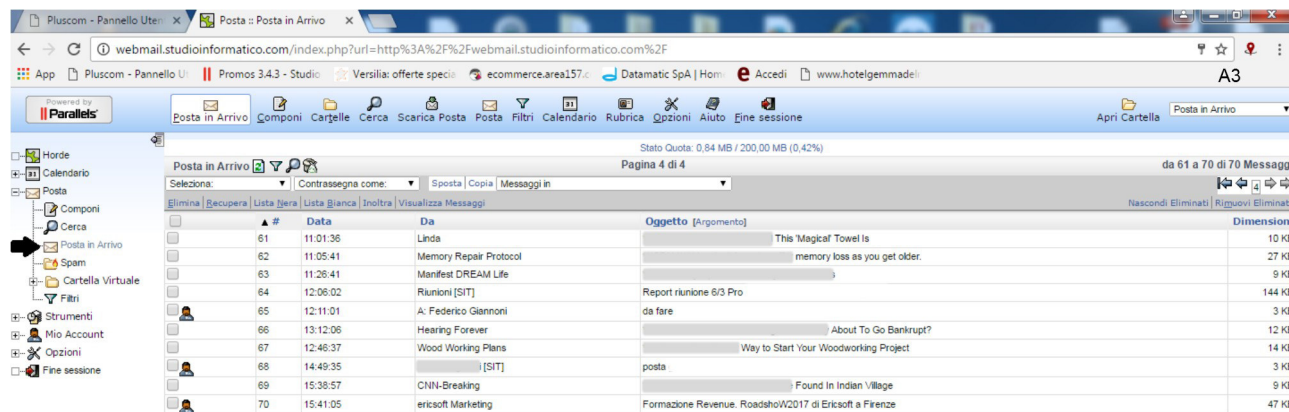 Pluscom - Pannello Uten
Posta :: Posta in Arrivo
webmail.studioinformatico.com/index.php?url=http%3A%2F%2Fwebmail.studioinformatico.com%2F
App Pluscom - Pannello U Promos 3.4.3 - Studio Versilia: offerte specia ecommerce.area157.c Datamatic SpA | Hom Accedi www.hotelgemmadel
A3
Powered by
Parallels
Posta in Arrivo Componi Cartelle Cerca Scarica Posta Posta Filtri Calendario Rubrica Opzioni Aiuto Fine sessione
Apri Cartella Posta in Arrivo
Horde
Calendario
Posta
Componi
Cerca
Posta in Arrivo
Spam
Cartella Virtuale
Filtri
Strumenti
Mio Account
Opzioni
Fine sessione
Stato Quota: 0,84 MB / 200,00 MB (0,42%)
Posta in Arrivo Pagina 4 di 4 da 61 a 70 di 70 Messagg
Seleziona: Contrassegna come: Sposta Copia Messaggi in 4
Elimina | Recupera | Lista Nera | Lista Bianca | Inoltra | Visualizza Messaggi Nascondi Eliminati | Rimuovi Eliminat
# Data Da Oggetto [Argomento] Dimension
61 11:01:36 Linda This 'Magical' Towel Is 10 K
62 11:05:41 Memory Repair Protocol memory loss as you get older. 27 K
63 11:26:41 Manifest DREAM Life 9 K
64 12:06:02 Riunioni [SIT] Report riunione 6/3 Pro 144 K
65 12:11:01 A: Federico Giannoni da fare 3 K
66 13:12:06 Hearing Forever About To Go Bankrupt? 12 K
67 12:46:37 Wood Working Plans Way to Start Your Woodworking Project 14 K
68 14:49:35 i [SIT] posta 3 K
69 15:38:57 CNN-Breaking Found In Indian Village 9 K
70 15:41:05 ericsoft Marketing Formazione Revenue. RoadshoW2017 di Ericsoft a Firenze 47 K